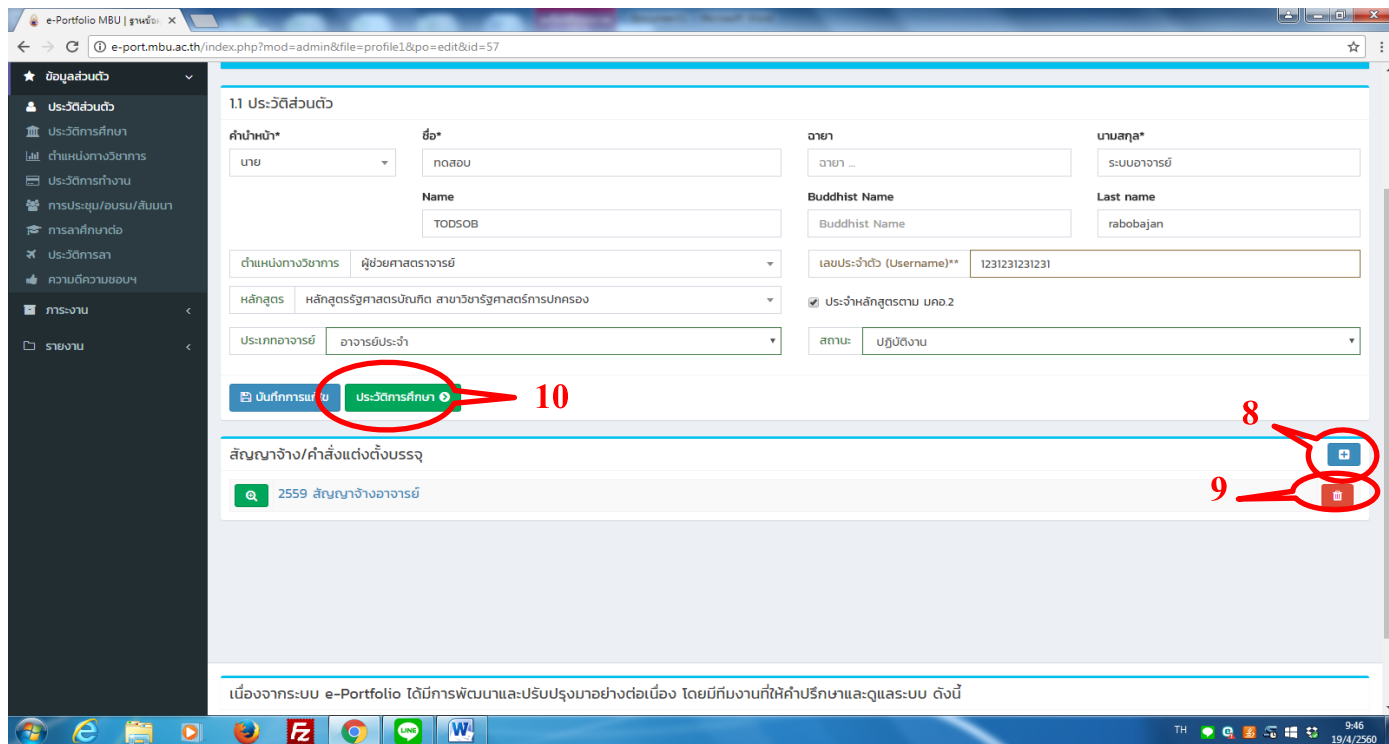 e-Portfolio MBU | ฐานข้อ
e-port.mbu.ac.th/index.php?mod=admin&file=profile1&po=edit&id=57
ข้อมูลส่วนตัว
ประวัติส่วนตัว
ประวัติการศึกษา
ตำแหน่งทางวิชาการ
ประวัติการทำงาน
การประชุม/อบรม/สัมมนา
การลาศึกษาต่อ
ประวัติการลา
ความดีความชอบฯ
ภาระงาน
รายงาน
1.1 ประวัติส่วนตัว
คำนำหน้า* ชื่อ* ฉายา นามสกุล*
นาย ทดสอบ ฉายา ... ระบบอาจารย์
Name Buddhist Name Last name
TODSOB Buddhist Name rabobajan
ตำแหน่งทางวิชาการ ผู้ช่วยศาสตราจารย์ เลขประจำตัว (Username)** 1231231231231
หลักสูตร หลักสูตรรัฐศาสตรบัณฑิต สาขาวิชารัฐศาสตร์การปกครอง ประจำหลักสูตรตาม มคอ.2
ประเภทอาจารย์ อาจารย์ประจำ สถานะ ปฏิบัติงาน
บันทึกการแก้ไข ประวัติการศึกษา 10
8
สัญญาจ้าง/คำสั่งแต่งตั้งบรรจุ
2559 สัญญาจ้างอาจารย์ 9
เนื่องจากระบบ e-Portfolio ได้มีการพัฒนาและปรับปรุงมาอย่างต่อเนื่อง โดยมีทีมงานที่ให้คำปรึกษาและดูแลระบบ ดังนี้
LINE
TH 9:46
19/4/2560